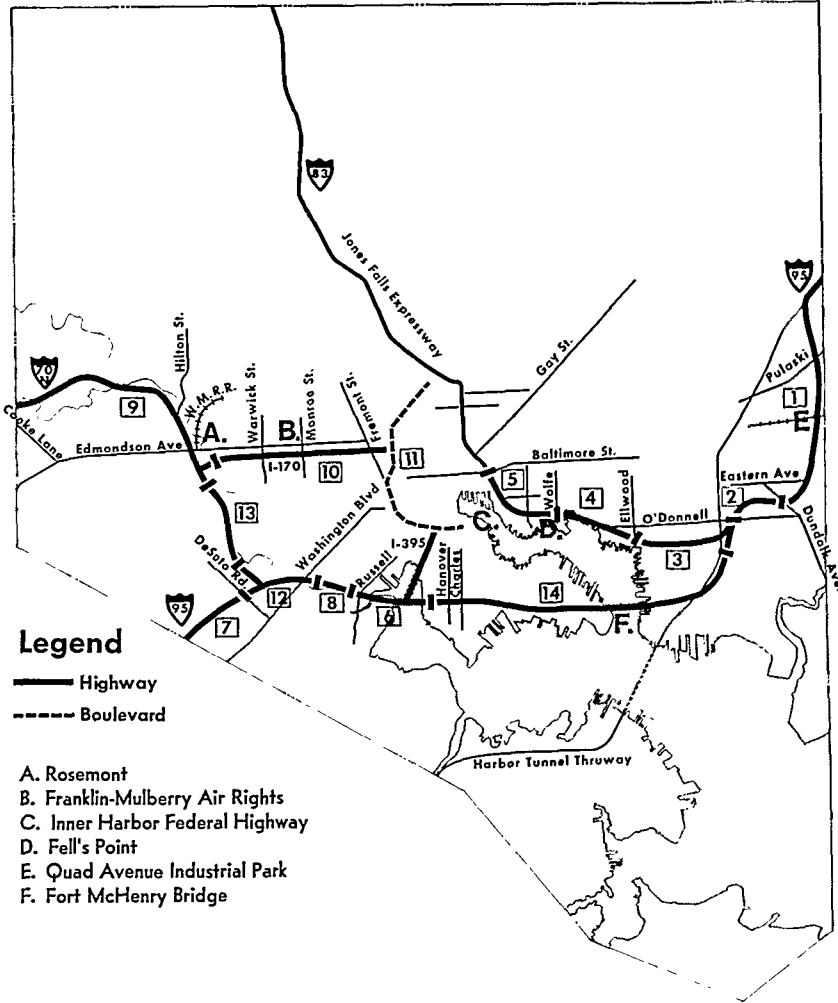 83
Jones Falls Expressway
95
Gay St.
Hilton St.
Pulaski
70
N
W.M.R.R.
Warwick St.
Monroe St.
Fremont St.
9
1
Cooke Lane
A.
B.
E
Edmondson Ave
I-170
10
11
Baltimore St.
5
Wolfe
4
Ellwood
Eastern Ave
2
13
Washington Blvd
C.
D.
O'Donnell
Dundalk Ave.
DeSoto Rd
I-395
Hanover
Charles
3
Russell
95
12
8
6
14
7
F.
Legend
Highway
Boulevard
Harbor Tunnel Thruway
A. Rosemont
B. Franklin-Mulberry Air Rights
C. Inner Harbor Federal Highway
D. Fell's Point
E. Quad Avenue Industrial Park
F. Fort McHenry Bridge